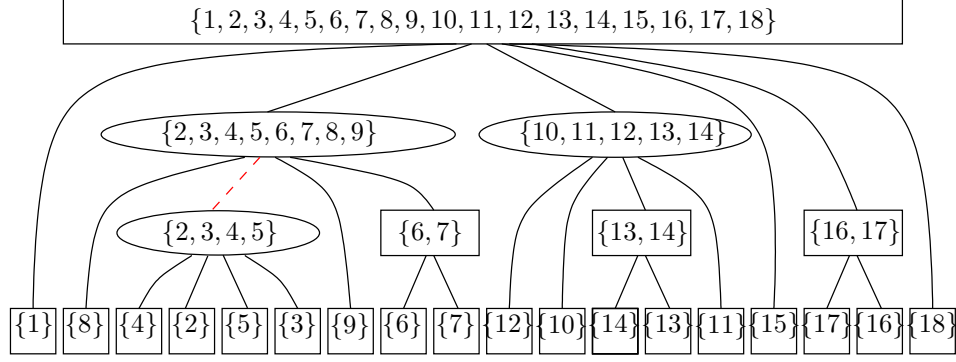 {1, 2, 3, 4, 5, 6, 7, 8, 9, 10, 11, 12, 13, 14, 15, 16, 17, 18}
{2, 3, 4, 5, 6, 7, 8, 9} {10, 11, 12, 13, 14}
{2, 3, 4, 5} {6, 7} {13, 14} {16, 17}
{1} {8} {4} {2} {5} {3} {9} {6} {7} {12} {10} {14} {13} {11} {15} {17} {16} {18}